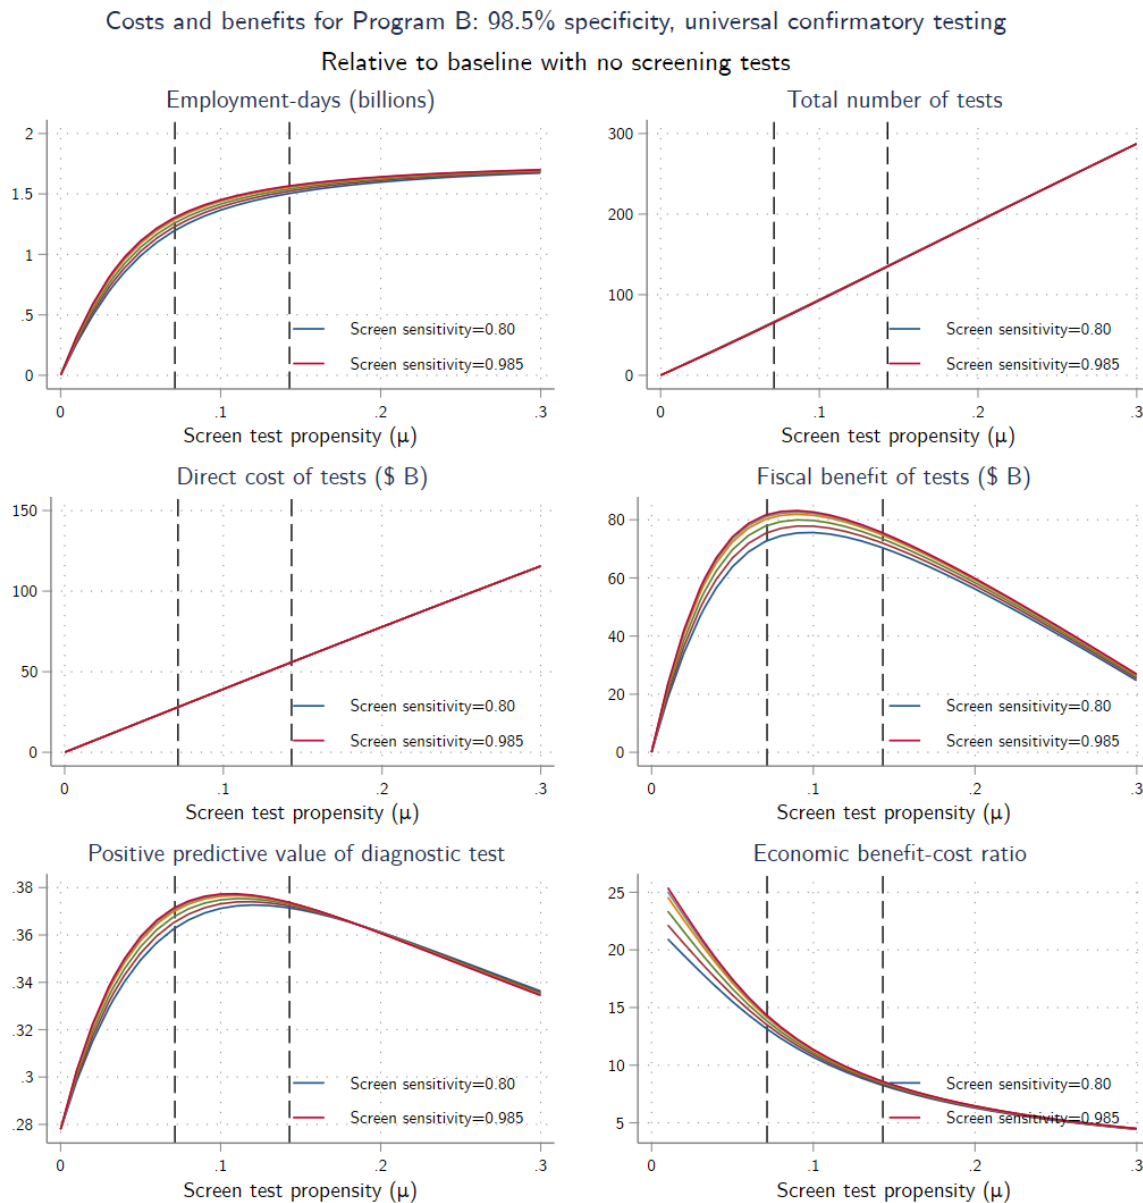 Costs and benefits for Program B: 98.5% specificity, universal confirmatory testing
Relative to baseline with no screening tests
Employment-days (billions)
2
1.5
1
.5
0
Screen sensitivity=0.80
Screen sensitivity=0.985
0 .1 .2 .3
Screen test propensity (μ)
Total number of tests
300
200
100
0
Screen sensitivity=0.80
Screen sensitivity=0.985
0 .1 .2 .3
Screen test propensity (μ)
Direct cost of tests ($ B)
150
100
50
0
Screen sensitivity=0.80
Screen sensitivity=0.985
0 .1 .2 .3
Screen test propensity (μ)
Fiscal benefit of tests ($ B)
80
60
40
20
0
Screen sensitivity=0.80
Screen sensitivity=0.985
0 .1 .2 .3
Screen test propensity (μ)
Positive predictive value of diagnostic test
.38
.36
.34
.32
.3
.28
Screen sensitivity=0.80
Screen sensitivity=0.985
0 .1 .2 .3
Screen test propensity (μ)
Economic benefit-cost ratio
25
20
15
10
5
Screen sensitivity=0.80
Screen sensitivity=0.985
0 .1 .2 .3
Screen test propensity (μ)